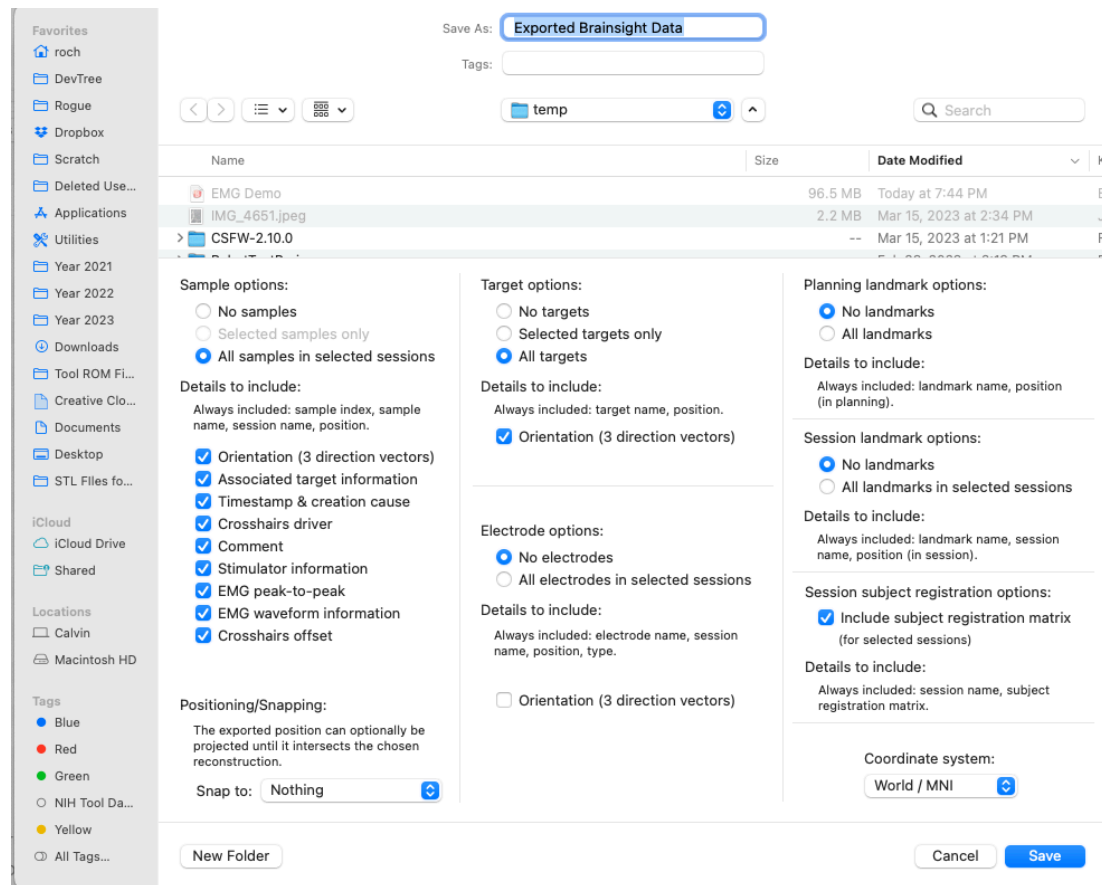 Favorites
roch
DevTree
Rogue
Dropbox
Scratch
Deleted Use...
Applications
Utilities
Year 2021
Year 2022
Year 2023
Downloads
Tool ROM Fi...
Creative Clo...
Documents
Desktop
STL FIles fo...
iCloud
iCloud Drive
Shared
Locations
Calvin
Macintosh HD
Tags
Blue
Red
Green
NIH Tool Da...
Yellow
All Tags...
Save As: Exported Brainsight Data
Tags:
temp
Search
Name Size Date Modified
EMG Demo 96.5 MB Today at 7:44 PM
IMG_4651.jpeg 2.2 MB Mar 15, 2023 at 2:34 PM
CSFW-2.10.0 -- Mar 15, 2023 at 1:21 PM
Sample options:
No samples
Selected samples only
All samples in selected sessions
Details to include:
Always included: sample index, sample
name, session name, position.
Orientation (3 direction vectors)
Associated target information
Timestamp & creation cause
Crosshairs driver
Comment
Stimulator information
EMG peak-to-peak
EMG waveform information
Crosshairs offset
Positioning/Snapping:
The exported position can optionally be
projected until it intersects the chosen
reconstruction.
Snap to: Nothing
Target options:
No targets
Selected targets only
All targets
Details to include:
Always included: target name, position.
Orientation (3 direction vectors)
Electrode options:
No electrodes
All electrodes in selected sessions
Details to include:
Always included: electrode name, session
name, position, type.
Orientation (3 direction vectors)
Planning landmark options:
No landmarks
All landmarks
Details to include:
Always included: landmark name, position
(in planning).
Session landmark options:
No landmarks
All landmarks in selected sessions
Details to include:
Always included: landmark name, session
name, position (in session).
Session subject registration options:
Include subject registration matrix
(for selected sessions)
Details to include:
Always included: session name, subject
registration matrix.
Coordinate system:
World / MNI
New Folder
Cancel
Save